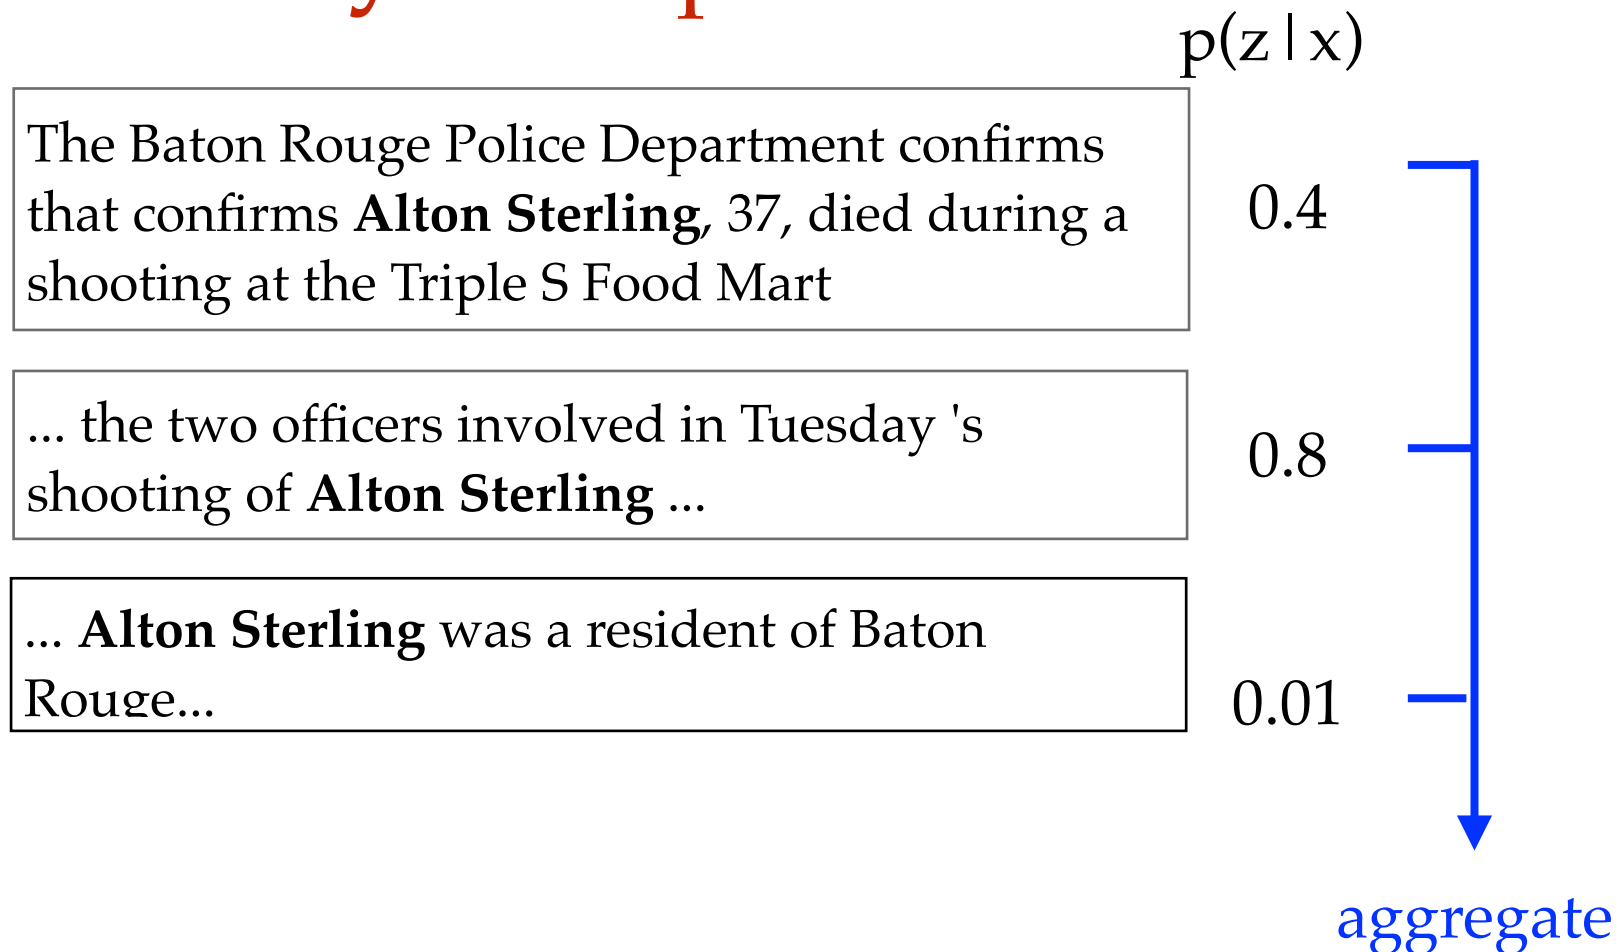 p(z|x)
The Baton Rouge Police Department confirms
that confirms Alton Sterling, 37, died during a
shooting at the Triple S Food Mart
0.4
... the two officers involved in Tuesday 's
shooting of Alton Sterling ...
0.8
... Alton Sterling was a resident of Baton
Rouge...
0.01
aggregate